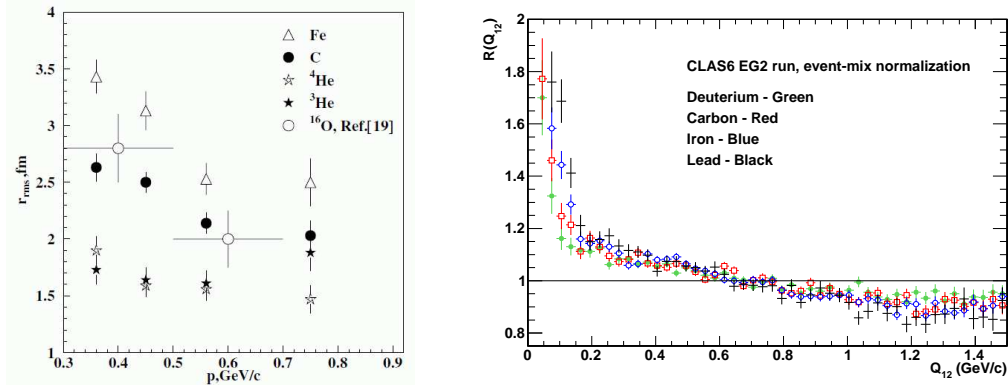 r_rms,fm
4
3.5
3
2.5
2
1.5
1
0.3 0.4 0.5 0.6 0.7 0.8 0.9
p,GeV/c
Fe
C
⁴He
³He
¹⁶O, Ref.[19]
R(Q₁₂)
2
1.8
1.6
1.4
1.2
1
0.8
0 0.2 0.4 0.6 0.8 1 1.2 1.4
Q₁₂ (GeV/c)
CLAS6 EG2 run, event-mix normalization
Deuterium - Green
Carbon - Red
Iron - Blue
Lead - Black